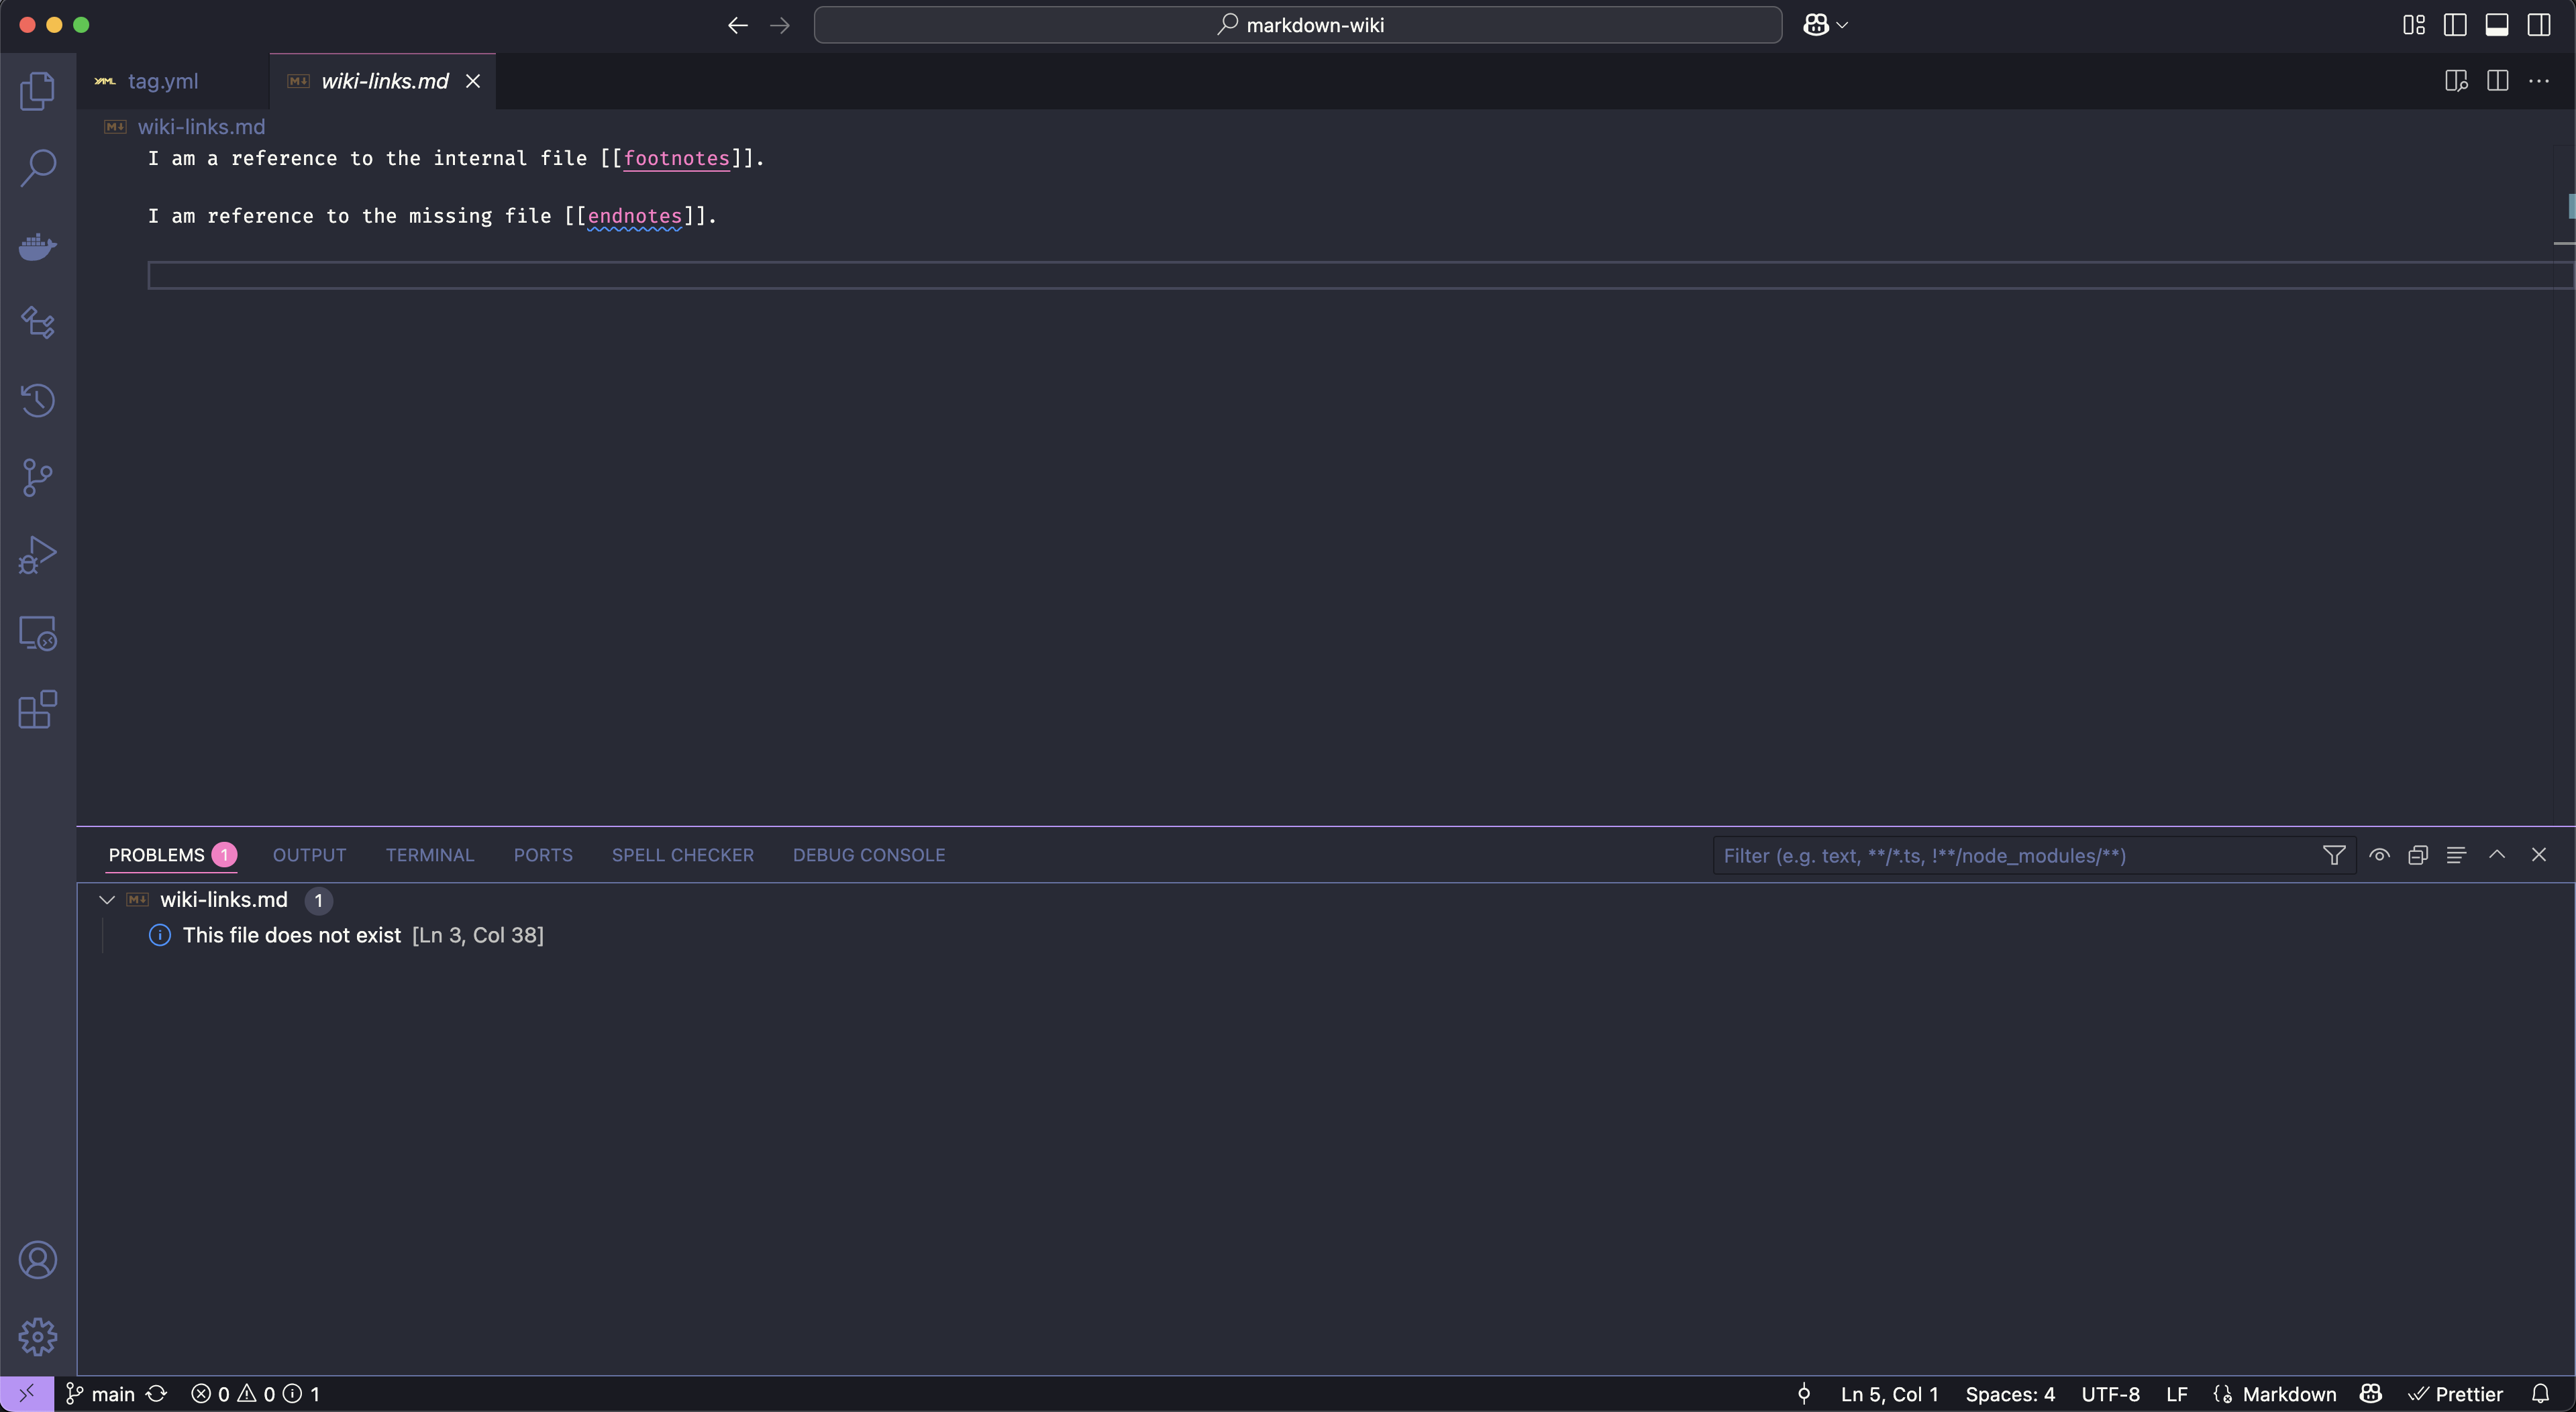 markdown-wiki
tag.yml
wiki-links.md
wiki-links.md
I am a reference to the internal file [[footnotes]].
I am reference to the missing file [[endnotes]].
PROBLEMS 1 OUTPUT TERMINAL PORTS SPELL CHECKER DEBUG CONSOLE Filter (e.g. text, **/*.ts, !**/node_modules/**)
wiki-links.md 1
This file does not exist [Ln 3, Col 38]
main 0 0 1 Ln 5, Col 1 Spaces: 4 UTF-8 LF Markdown Prettier